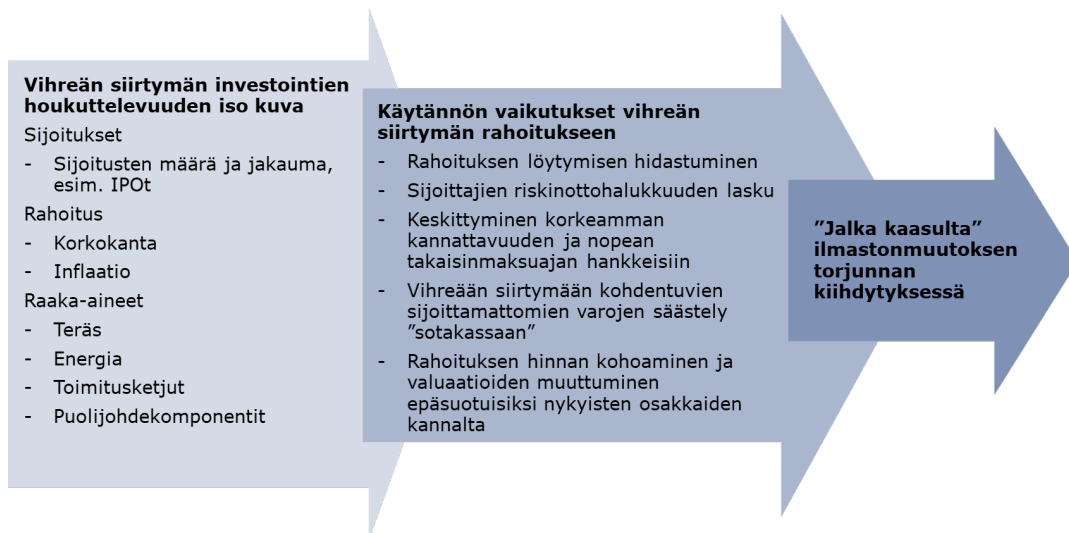 Vihreän siirtymän investointien
houkuttelevuuden iso kuva
Sijoitukset
- Sijoitusten määrä ja jakauma,
esim. IPOt
Rahoitus
- Korkokanta
- Inflaatio
Raaka-aineet
- Teräs
- Energia
- Toimitusketjut
- Puolijohdekomponentit
Käytännön vaikutukset vihreän
siirtymän rahoitukseen
- Rahoituksen löytymisen hidastuminen
- Sijoittajien riskinottohalukkuuden lasku
- Keskittyminen korkeamman
kannattavuuden ja nopean
takaisinmaksuajan hankkeisiin
- Vihreään siirtymään kohdentuvien
sijoittamattomien varojen säästely
”sotakassaan”
- Rahoituksen hinnan kohoaminen ja
valuaatioiden muuttuminen
epäsuotuisiksi nykyisten osakkaiden
kannalta
”Jalka kaasulta”
ilmastonmuutoksen
torjunnan
kiihdytyksessä